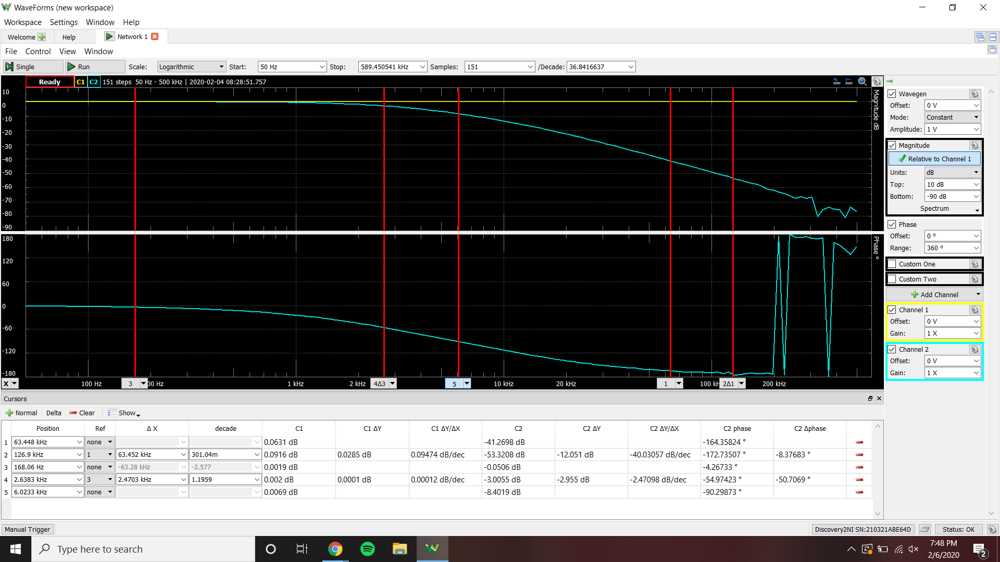 WaveForms (new workspace)
Workspace Settings Window Help
Welcome Help Network 1
File Control View Window
Single Run Scale: Logarithmic Start: 50 Hz Stop: 589.450541 kHz Samples: 151 /Decade: 36.8416637
Ready C1 C2 151 steps 50 Hz - 500 kHz | 2020-02-04 08:28:51.757
10
0
-10
-20
-30
-40
-50
-60
-70
-80
-90
Magnitude dB
180
120
60
0
-60
-120
-180
Phase °
X 100 Hz 3 00 Hz 1 kHz 2 kHz 4Δ3 5 10 kHz 20 kHz 1 100 kH 2Δ1 200 kHz
Wavegen
Offset: 0 V
Mode: Constant
Amplitude: 1 V
Magnitude
Relative to Channel 1
Units: dB
Top: 10 dB
Bottom: -90 dB
Spectrum
Phase
Offset: 0 °
Range: 360 °
Custom One
Custom Two
Add Channel
Channel 1
Offset: 0 V
Gain: 1 X
Channel 2
Offset: 0 V
Gain: 1 X
Cursors
Normal Delta Clear Show
Position Ref Δ X decade C1 C1 ΔY C1 ΔY/ΔX C2 C2 ΔY C2 ΔY/ΔX C2 phase C2 Δphase
1 63.448 kHz none 0.0631 dB -41.2698 dB -164.35824 °
2 126.9 kHz 1 63.452 kHz 301.04m 0.0916 dB 0.0285 dB 0.09474 dB/dec -53.3208 dB -12.051 dB -40.03057 dB/dec -172.73507 ° -8.37683 °
3 168.06 Hz none -63.28 kHz -2.577 0.0019 dB -0.0506 dB -4.26733 °
4 2.6383 kHz 3 2.4703 kHz 1.1959 0.002 dB 0.0001 dB 0.00012 dB/dec -3.0055 dB -2.955 dB -2.47098 dB/dec -54.97423 ° -50.7069 °
5 6.0233 kHz none 0.0069 dB -8.4019 dB -90.29873 °
Manual Trigger Discovery2NI SN:210321ABE64D Status: OK
Type here to search
7:48 PM
2/6/2020
2